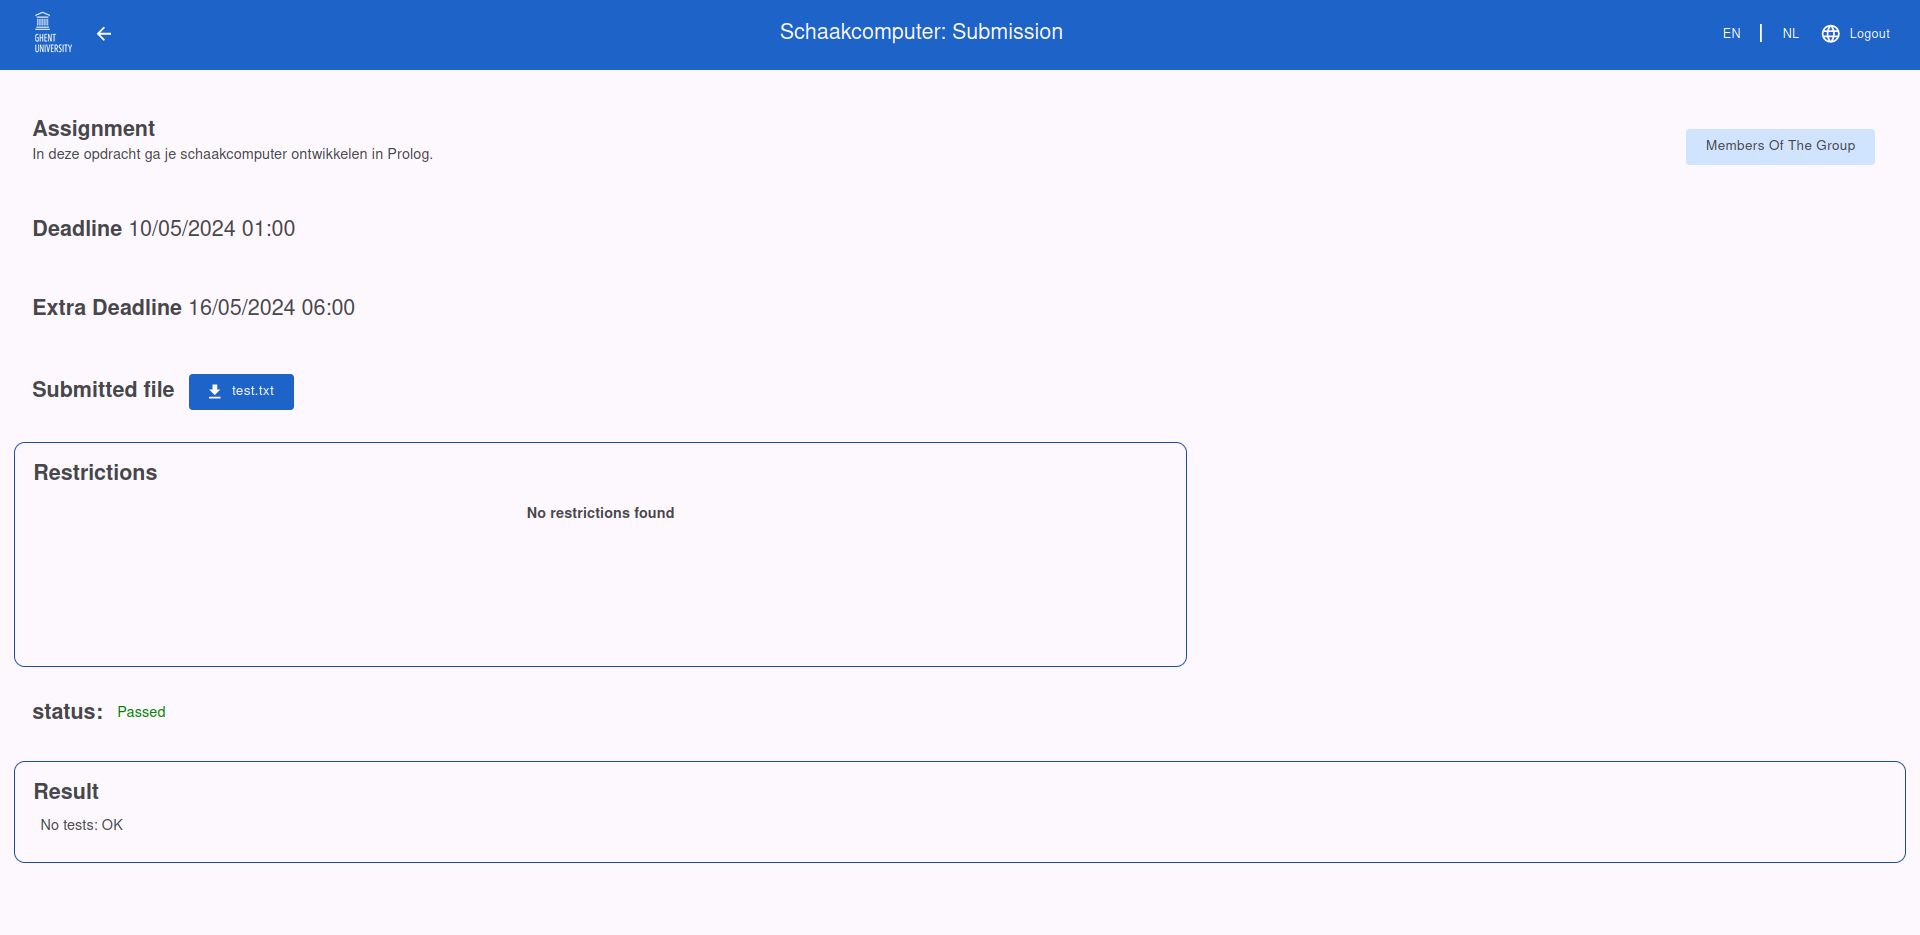 GHENT
UNIVERSITY
Schaakcomputer: Submission
EN | NL Logout
Assignment
In deze opdracht ga je schaakcomputer ontwikkelen in Prolog.
Members Of The Group
Deadline 10/05/2024 01:00
Extra Deadline 16/05/2024 06:00
Submitted file test.txt
Restrictions
No restrictions found
status: Passed
Result
No tests: OK